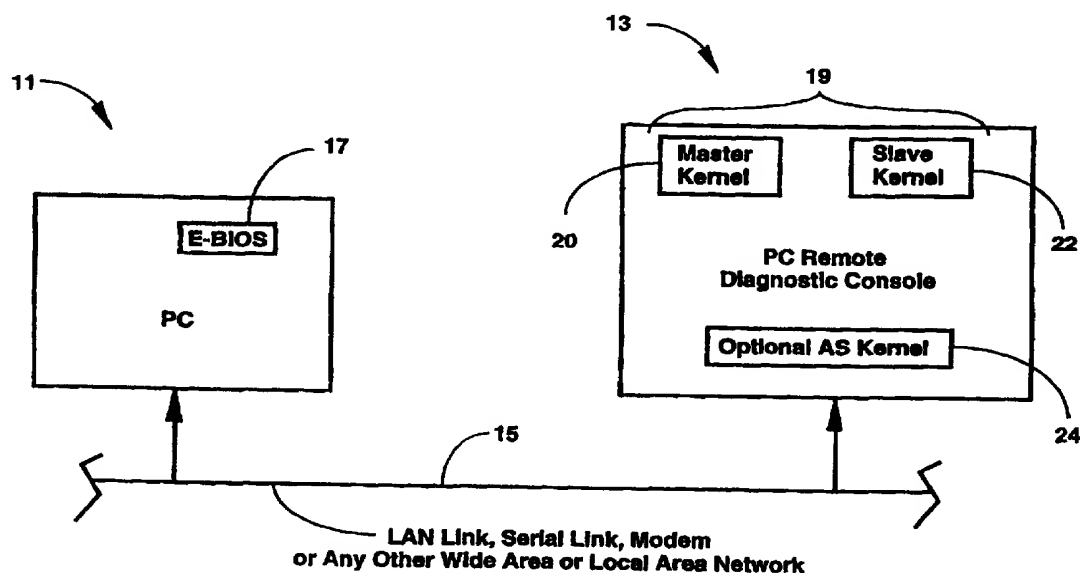 13
11
19
17
Master
Kernel
Slave
Kernel
E-BIOS
20
22
PC Remote
Diagnostic Console
PC
Optional AS Kernel
15
24
LAN Link, Serial Link, Modem
or Any Other Wide Area or Local Area Network